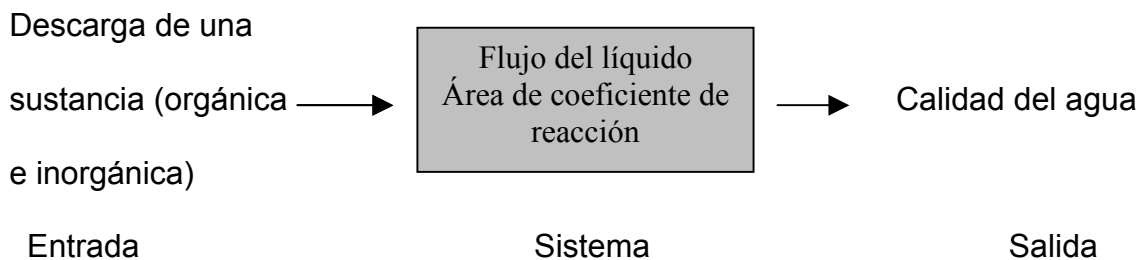 Descarga de una
sustancia (orgánica
e inorgánica)
Flujo del líquido
Área de coeficiente de
reacción
Calidad del agua
Entrada
Sistema
Salida